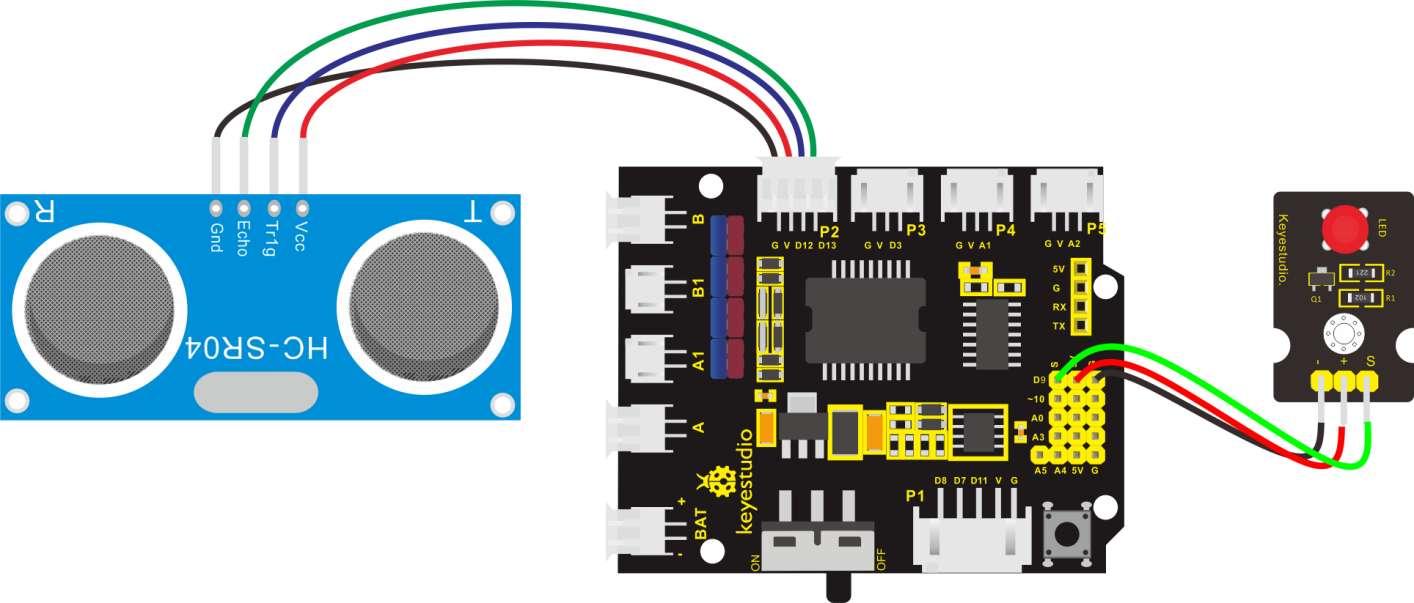 R
T
Gnd
Echo
Tr1g
Vcc
HC-SR04
B
B1
A1
A
+
BAT
-
P2
G V D12 D13
P3
G V D3
P4
G V A1
P5
G V A2
5V
G
RX
TX
S
D9
~10
A0
A3
A5 A4 5V G
keyestudio
P1
D8 D7 D11 V G
ON
OFF
Keyestudio.
LED
221
R2
Q1
102
R1
- + S